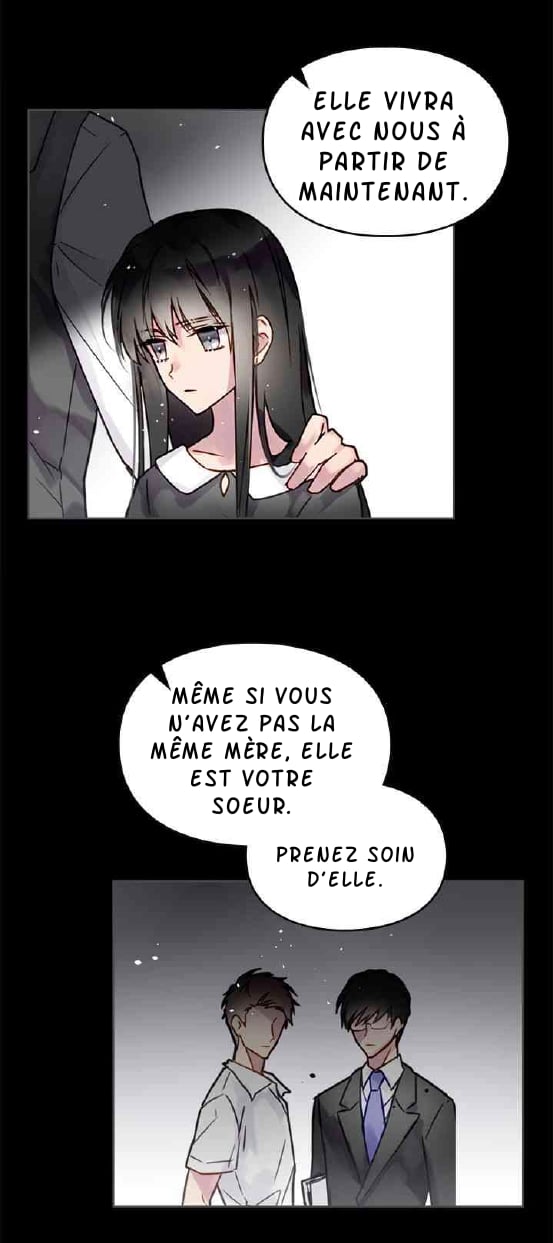 ELLE VIVRA
AVEC NOUS À
PARTIR DE
MAINTENANT.
MÊME SI VOUS
N'AVEZ PAS LA
MÊME MÈRE, ELLE
EST VOTRE
SOEUR.
PRENEZ SOIN
D'ELLE.